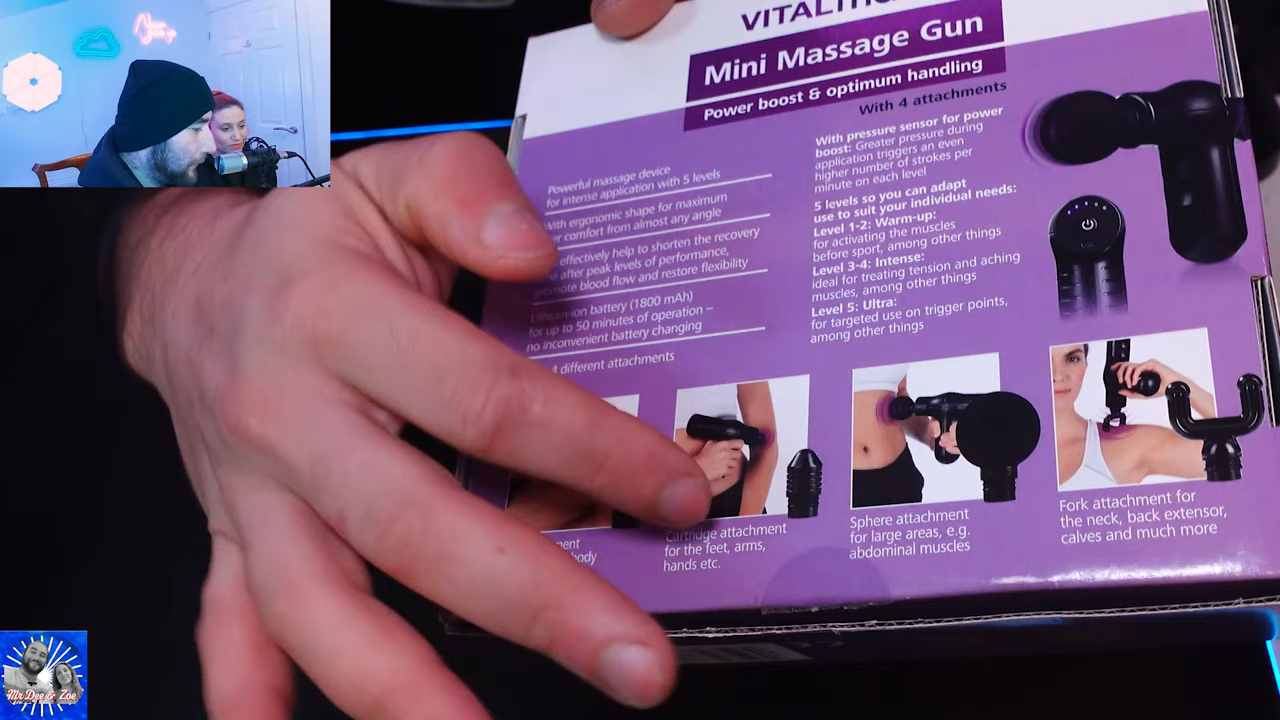 Never
give up
Mini Massage Gun
Power boost & optimum handling
With 4 attachments
Powerful massage device
for intense application with 5 levels
With ergonomic shape for maximum
comfort from almost any angle
effectively help to shorten the recovery
after peak levels of performance,
promote blood flow and restore flexibility
Lithium-ion battery (1800 mAh)
for up to 50 minutes of operation –
no inconvenient battery changing
4 different attachments
With pressure sensor for power
boost: Greater pressure during
application triggers an even
higher number of strokes per
minute on each level
5 levels so you can adapt
use to suit your individual needs:
Level 1-2: Warm-up:
for activating the muscles
before sport, among other things
Level 3-4: Intense:
ideal for treating tension and aching
muscles, among other things
Level 5: Ultra:
for targeted use on trigger points,
among other things
Cartridge attachment
for the feet, arms,
hands etc.
Sphere attachment
for large areas, e.g.
abdominal muscles
Fork attachment for
the neck, back extensor,
calves and much more
Mr Dee & Zoe